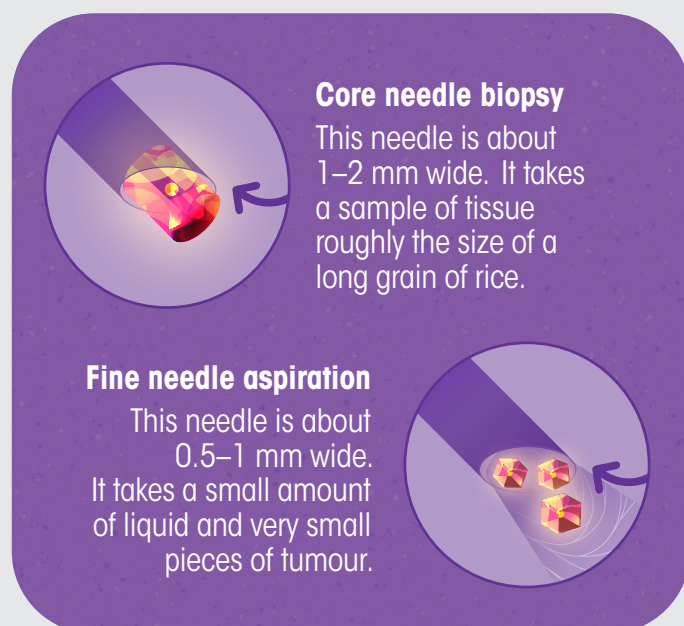 Core needle biopsy
This needle is about
1–2 mm wide. It takes
a sample of tissue
roughly the size of a
long grain of rice.
Fine needle aspiration
This needle is about
0.5–1 mm wide.
It takes a small amount
of liquid and very small
pieces of tumour.